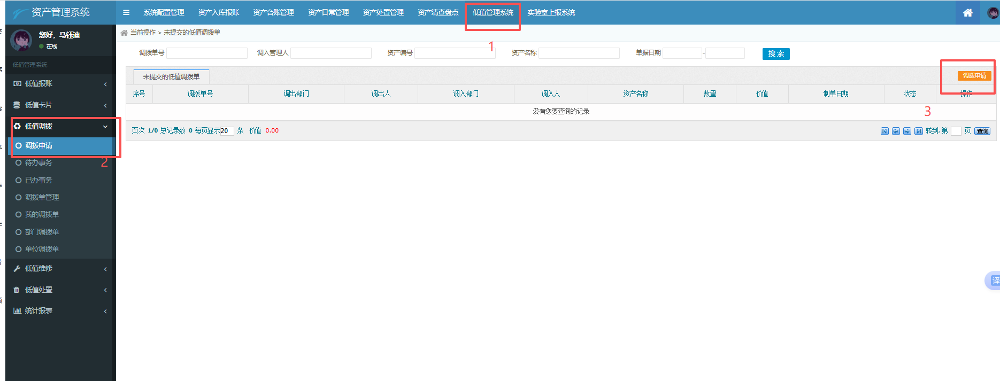 资产管理系统
系统配置管理 资产入库报账 资产台账管理 资产日常管理 资产处置管理 资产清查盘点 低值管理系统 实验室上报系统
您好，马钰迪
在线
当前操作 > 未提交的低值调拨单
1
调拨单号 调入管理人 资产编号 资产名称 单据日期 - 搜 索
低值管理系统
未提交的低值调拨单 调拨申请
低值报账
序号 调拨单号 调出部门 调出人 调入部门 调入人 资产名称 数量 价值 制单日期 状态 操作
低值卡片
没有您要查询的记录
3
低值调拨
页次 1/0 总记录数 0 每页显示20 条 价值 0.00 转到, 第 页 查询
调拨申请
2
待办事务
已办事务
调拨单管理
我的调拨单
部门调拨单
单位调拨单
低值维修
译
低值处置
统计报表